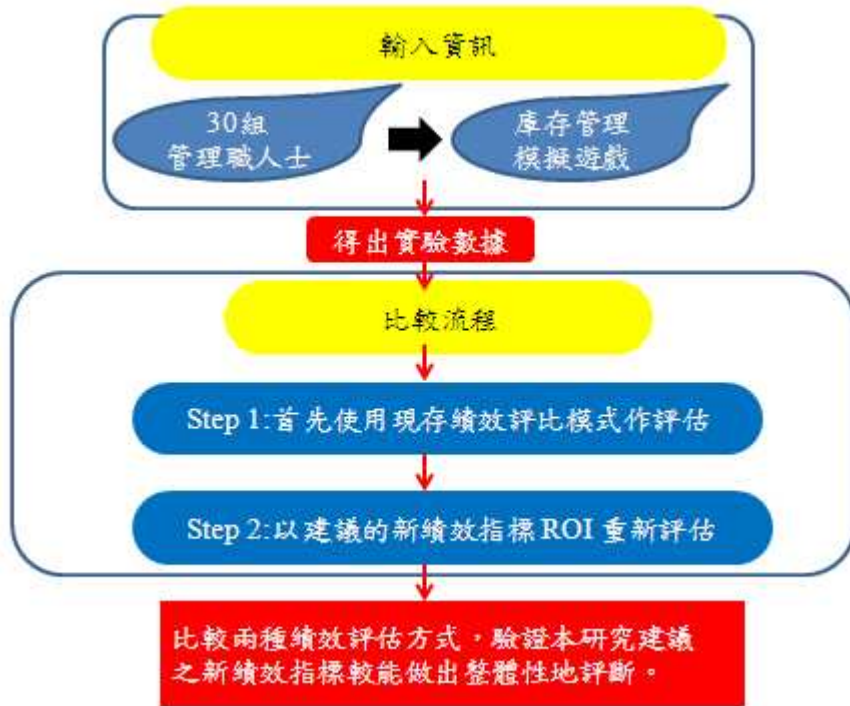 輸入資訊
30組
管理職人士
庫存管理
模擬遊戲
得出實驗數據
比較流程
Step 1:首先使用現存績效評比模式作評估
Step 2:以建議的新績效指標 ROI 重新評估
比較兩種績效評估方式，驗證本研究建議
之新績效指標較能做出整體性地評斷。